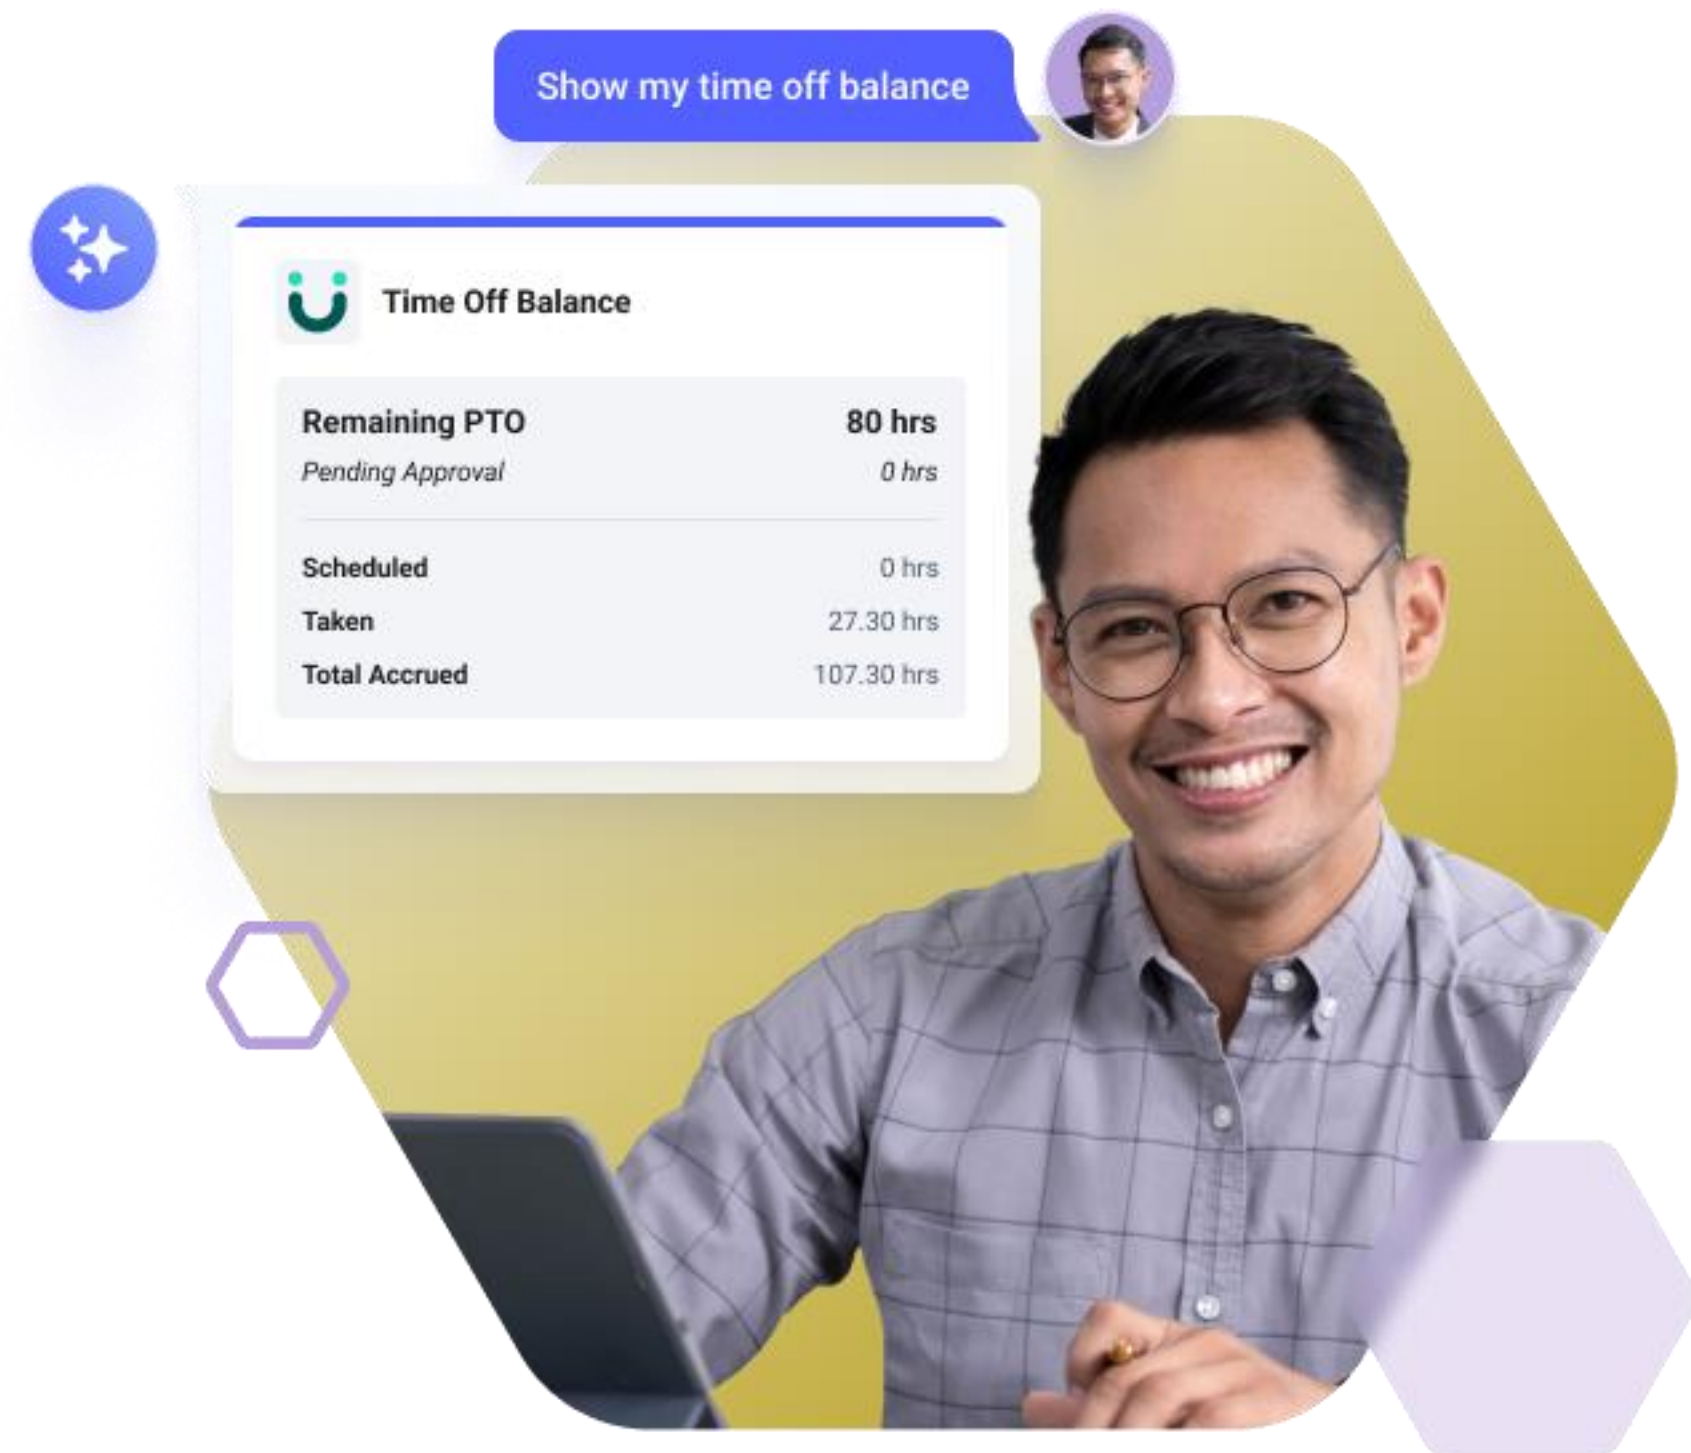 Show my time off balance
Time Off Balance
Remaining PTO 80 hrs
Pending Approval 0 hrs
Scheduled 0 hrs
Taken 27.30 hrs
Total Accrued 107.30 hrs